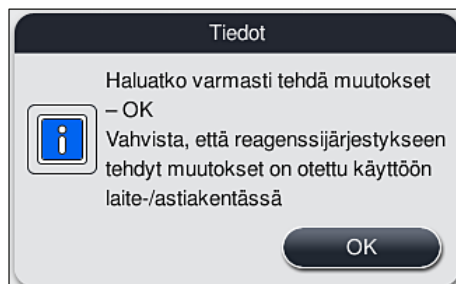 Tiedot
Haluatko varmasti tehdä muutokset
– OK
Vahvista, että reagenssijärjestykseen
tehdyt muutokset on otettu käyttöön
laite-/astiakentässä
OK